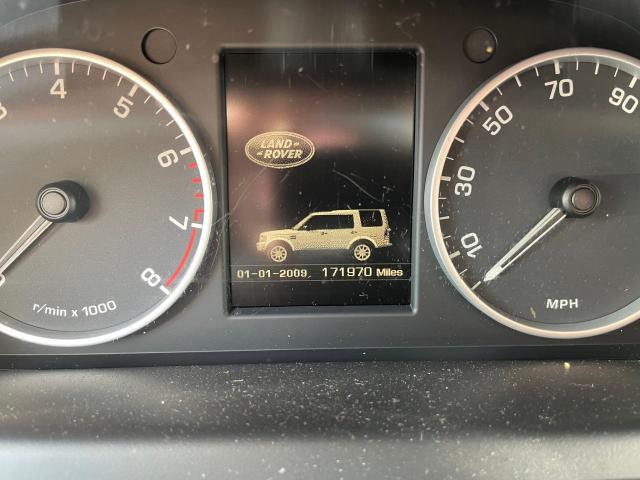 3 4 5 6 7 8
r/min x 1000
LAND-
-ROVER
01-01-2009, 171970 Miles
10 30 50 70 90
MPH